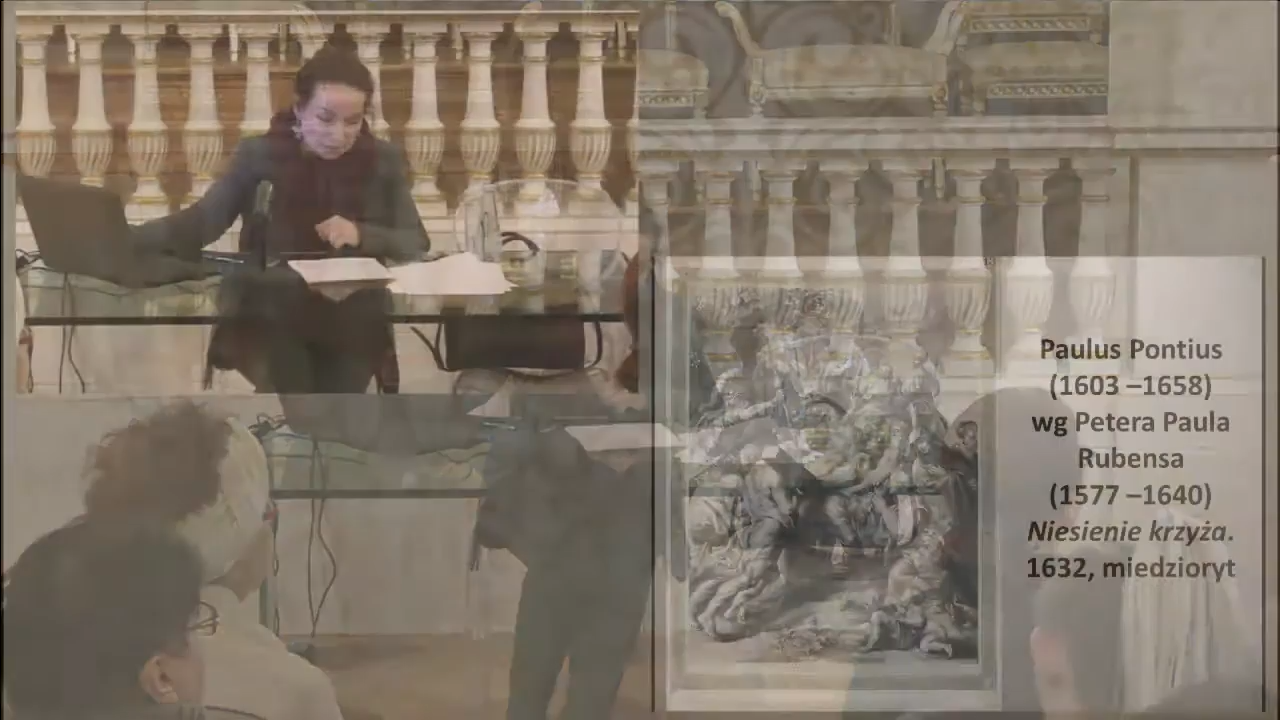 Paulus Pontius
(1603 –1658)
wg Petera Paula
Rubensa
(1577 –1640)
Niesienie krzyża.
1632, miedzioryt